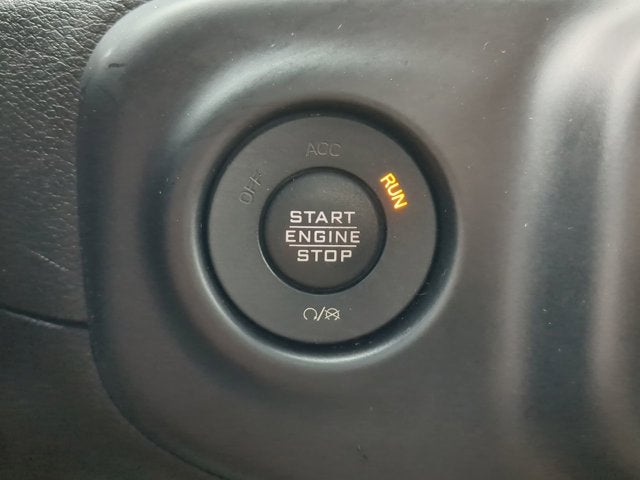 ACC
OFF
RUN
START
ENGINE
STOP